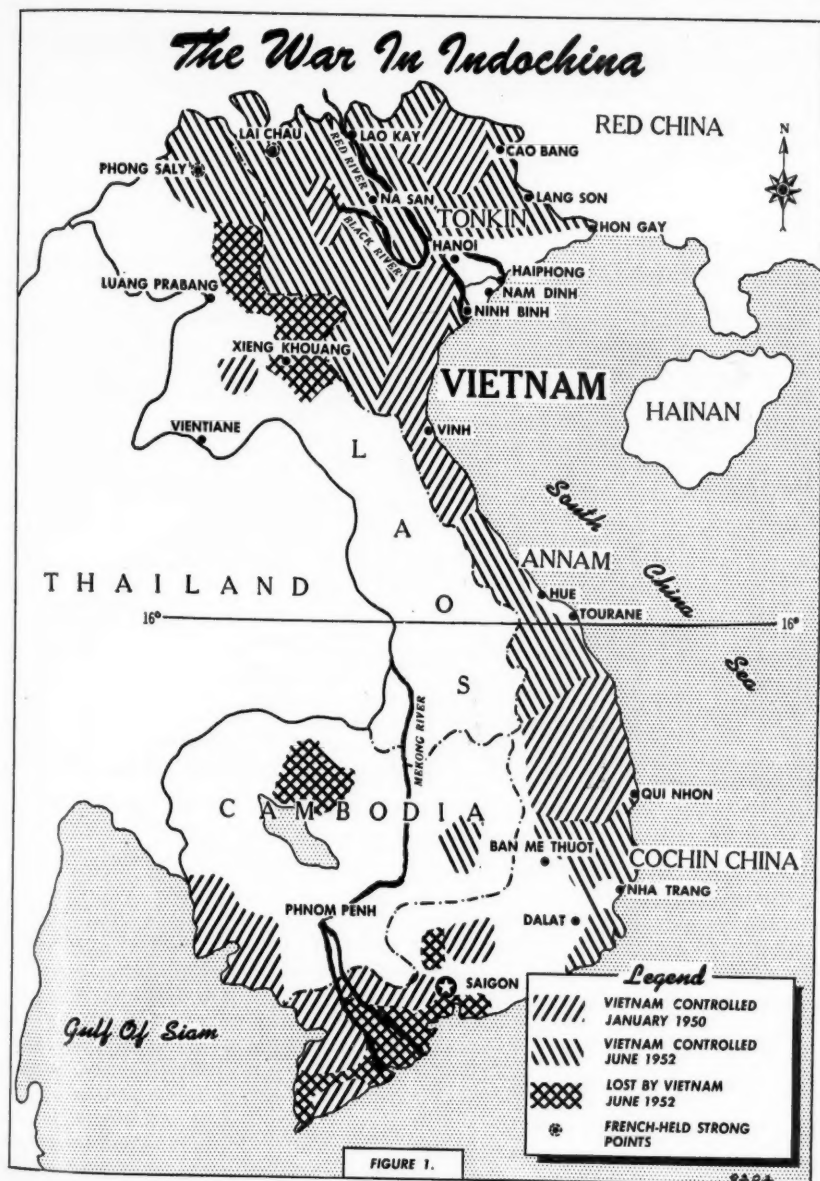 The War In Indochina
RED CHINA
N
LAI CHAU
LAO KAY
CAO BANG
PHONG SALY
RED RIVER
NA SAN
LANG SON
TONKIN
HON GAY
BLACK RIVER
HANOI
HAIPHONG
LUANG PRABANG
NAM DINH
NINH BINH
XIENG KHOUANG
VIETNAM
HAINAN
VIENTIANE
VINH
LAOS
South China Sea
ANNAM
THAILAND
HUE
16°
TOURANE
16°
MEKONG RIVER
CAMBODIA
QUI NHON
BAN ME THUOT
COCHIN CHINA
NHA TRANG
PHNOM PENH
DALAT
SAIGON
Gulf Of Siam
Legend
VIETNAM CONTROLLED
JANUARY 1950
VIETNAM CONTROLLED
JUNE 1952
LOST BY VIETNAM
JUNE 1952
FRENCH-HELD STRONG
POINTS
FIGURE 1.